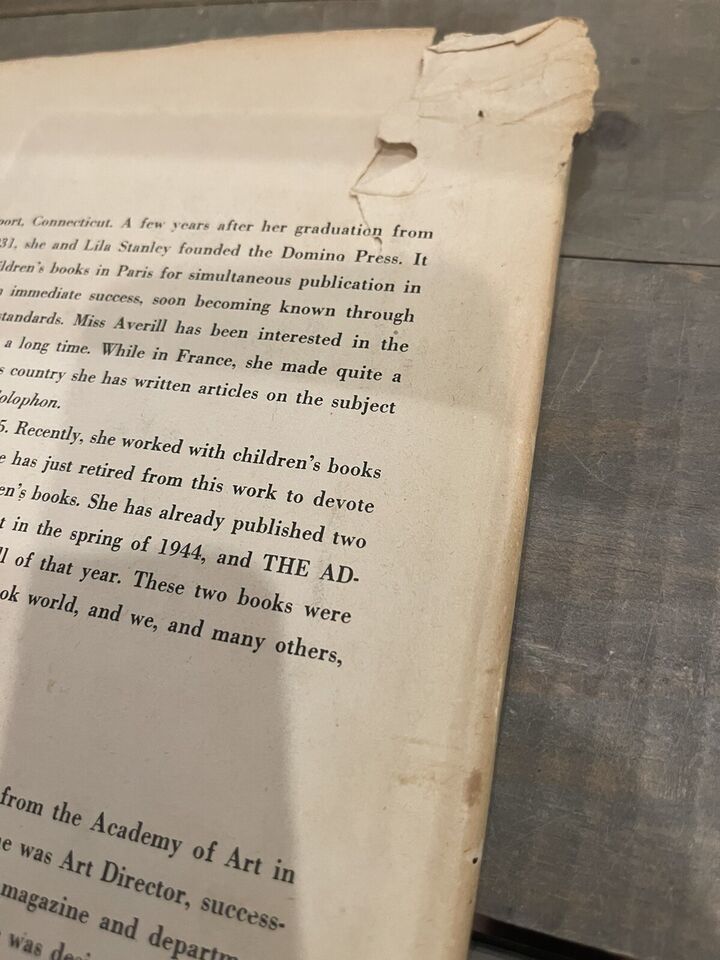 port, Connecticut. A few years after her graduation from
31, she and Lila Stanley founded the Domino Press. It
ldren's books in Paris for simultaneous publication in
immediate success, soon becoming known through
tandards. Miss Averill has been interested in the
a long time. While in France, she made quite a
s country she has written articles on the subject
olophon.
5. Recently, she worked with children's books
e has just retired from this work to devote
en's books. She has already published two
t in the spring of 1944, and THE AD-
ll of that year. These two books were
ok world, and we, and many others,
from the Academy of Art in
e was Art Director, success-
magazine and departm
was des